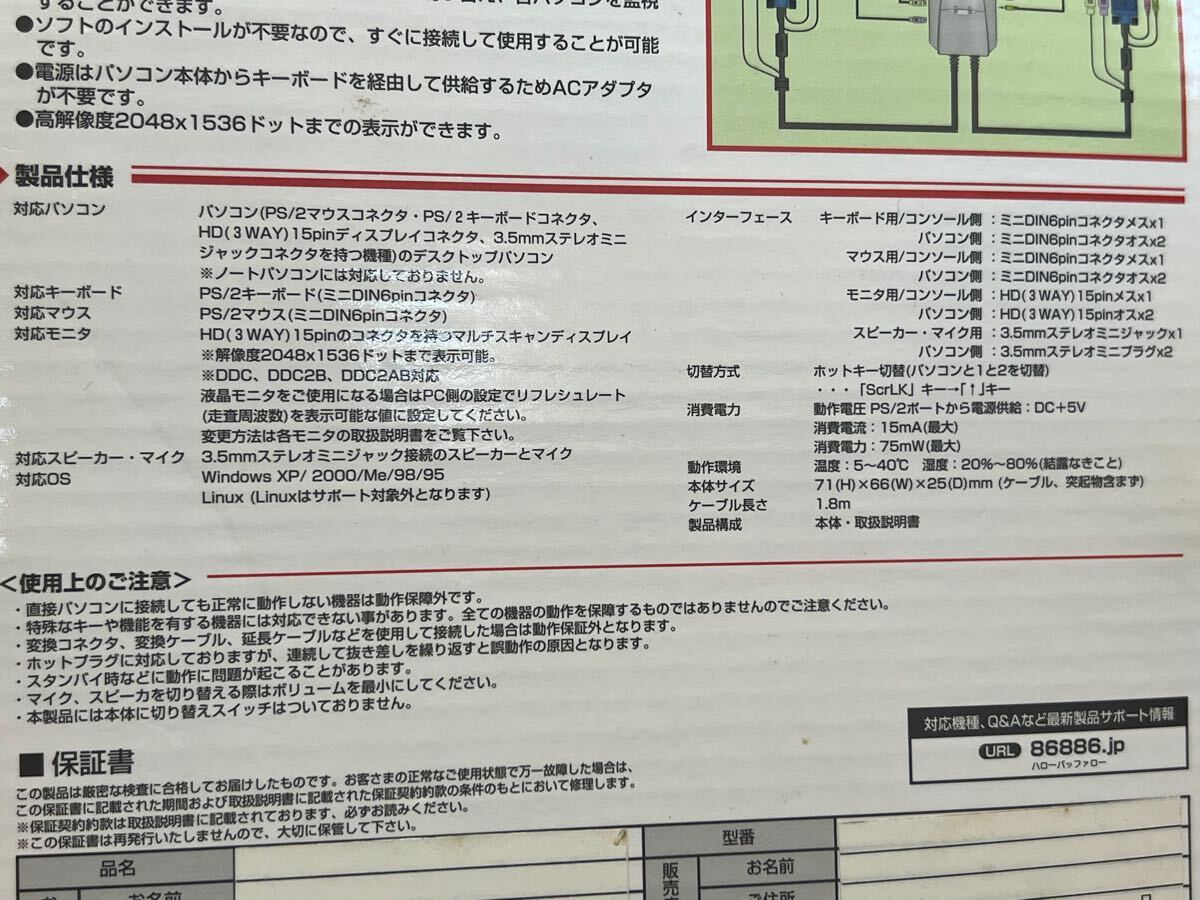 することができます。
●ソフトのインストールが不要なので、すぐに接続して使用することが可能
です。
●電源はパソコン本体からキーボードを経由して供給するためACアダプタ
が不要です。
●高解像度2048x1536ドットまでの表示ができます。
製品仕様
対応パソコン パソコン(PS/2マウスコネクタ・PS/2キーボードコネクタ、
HD(3WAY)15pinディスプレイコネクタ、3.5mmステレオミニ
ジャックコネクタを持つ機種)のデスクトップパソコン
※ノートパソコンには対応しておりません。
対応キーボード PS/2キーボード(ミニDIN6pinコネクタ)
対応マウス PS/2マウス(ミニDIN6pinコネクタ)
対応モニタ HD(3WAY)15pinのコネクタを持つマルチスキャンディスプレイ
※解像度2048x1536ドットまで表示可能。
※DDC、DDC2B、DDC2AB対応
液晶モニタをご使用になる場合はPC側の設定でリフレシュレート
(走査周波数)を表示可能な値に設定してください。
変更方法は各モニタの取扱説明書をご覧下さい。
対応スピーカー・マイク 3.5mmステレオミニジャック接続のスピーカーとマイク
対応OS Windows XP/ 2000/Me/98/95
Linux (Linuxはサポート対象外となります)
インターフェース キーボード用/コンソール側:ミニDIN6pinコネクタメスx1
パソコン側:ミニDIN6pinコネクタオスx2
マウス用/コンソール側:ミニDIN6pinコネクタメスx1
パソコン側:ミニDIN6pinコネクタオスx2
モニタ用/コンソール側:HD(3WAY)15pinメスx1
パソコン側:HD(3WAY)15pinオスx2
スピーカー・マイク用:3.5mmステレオミニジャックx1
パソコン側:3.5mmステレオミニプラグx2
切替方式 ホットキー切替(パソコンと1と2を切替)
・・・「ScrLK」キー→「↑」キー
消費電力 動作電圧 PS/2ポートから電源供給:DC+5V
消費電流:15mA(最大)
消費電力:75mW(最大)
動作環境 温度:5~40℃ 湿度:20%~80%(結露なきこと)
本体サイズ 71(H)×66(W)×25(D)mm (ケーブル、突起物含まず)
ケーブル長さ 1.8m
製品構成 本体・取扱説明書
<使用上のご注意>
・直接パソコンに接続しても正常に動作しない機器は動作保障外です。
・特殊なキーや機能を有する機器には対応できない事があります。全ての機器の動作を保障するものではありませんのでご注意ください。
・変換コネクタ、変換ケーブル、延長ケーブルなどを使用して接続した場合は動作保証外となります。
・ホットプラグに対応しておりますが、連続して抜き差しを繰り返すと誤動作の原因となります。
・スタンバイ時などに動作に問題が起こることがあります。
・マイク、スピーカを切り替える際はボリュームを最小にしてください。
・本製品には本体に切り替えスイッチはついておりません。
対応機種、Q&Aなど最新製品サポート情報
URL 86886.jp
ハローバッファロー
■ 保証書
この製品は厳密な検査に合格してお届けしたものです。お客さまの正常なご使用状態で万一故障した場合は、
この保証書に記載された期間および取扱説明書に記載された保証契約約款の条件のもとにおいて修理します。
※保証契約約款は取扱説明書に記載されております、必ずお読みください。
※この保証書は再発行いたしませんので、大切に保管して下さい。
品名
型番
お名前
販売
お名前
ご住所